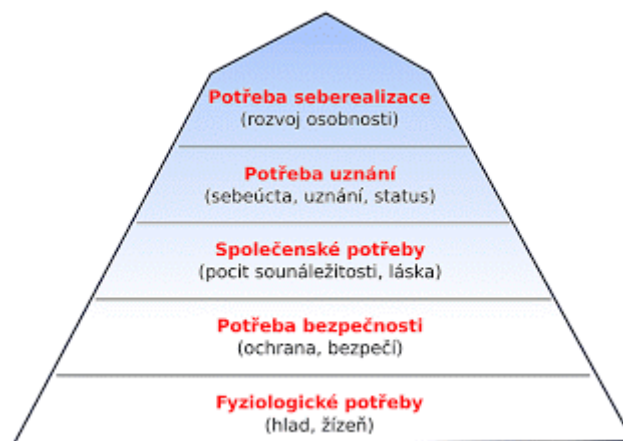 Potřeba seberealizace
(rozvoj osobnosti)
Potřeba uznání
(sebeúcta, uznání, status)
Společenské potřeby
(pocit sounáležitosti, láska)
Potřeba bezpečnosti
(ochrana, bezpečí)
Fyziologické potřeby
(hlad, žízeň)